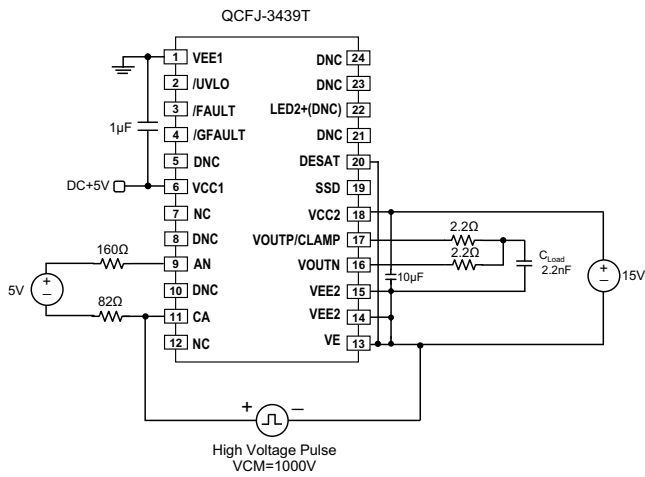 QCFJ-3439T
1 VEE1
2 /UVLO
3 /FAULT
4 /GFAULT
5 DNC
6 VCC1
7 NC
8 DNC
9 AN
10 DNC
11 CA
12 NC
DNC 24
DNC 23
LED2+(DNC) 22
DNC 21
DESAT 20
SSD 19
VCC2 18
VOUTP/CLAMP 17
VOUTN 16
VEE2 15
VEE2 14
VE 13
1µF
DC+5V
160Ω
5V
+
–
82Ω
2.2Ω
2.2Ω
CLoad
2.2nF
10µF
+
–
15V
+ –
High Voltage Pulse
VCM=1000V